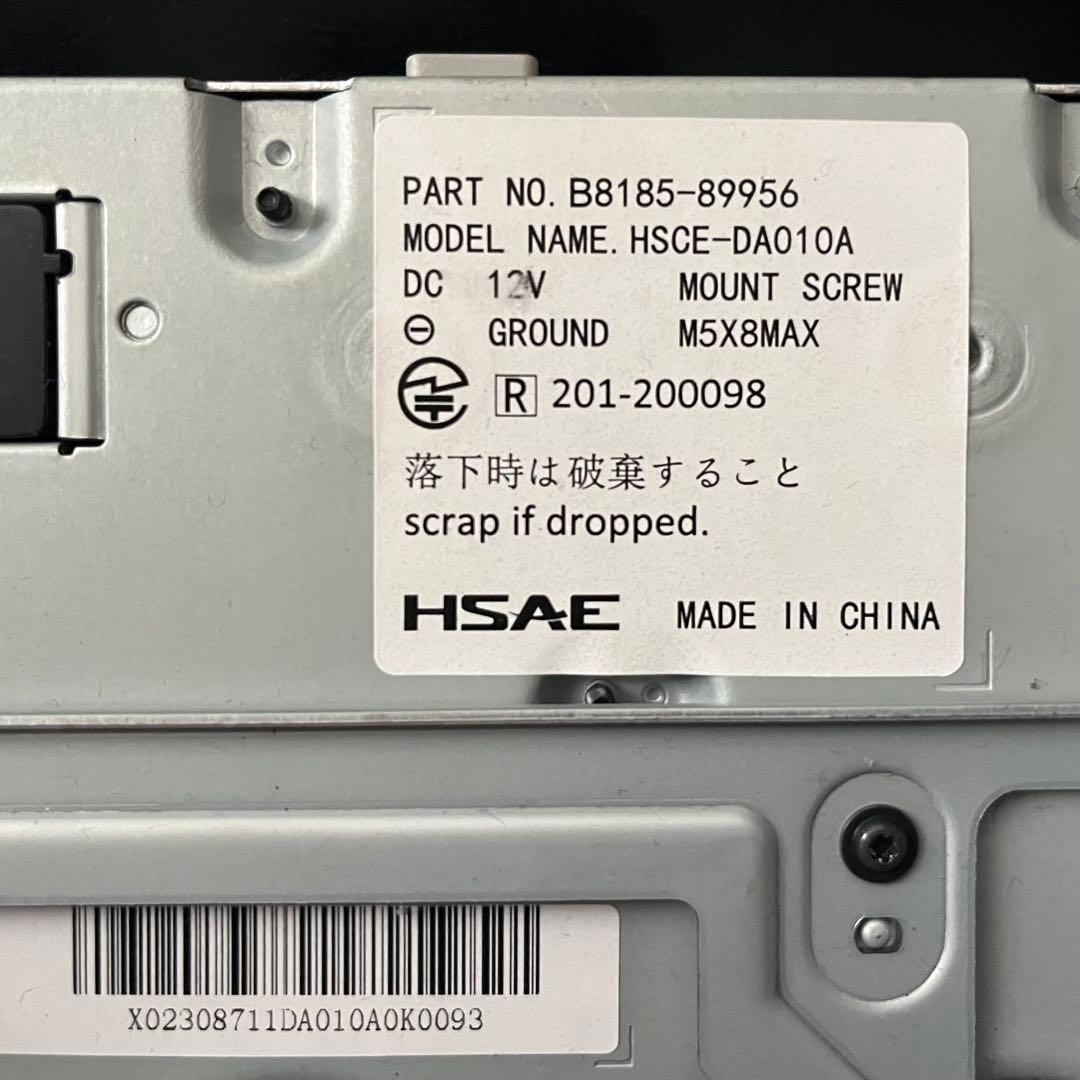 PART NO. B8185-89956
MODEL NAME. HSCE-DA010A
DC 12V MOUNT SCREW
⊖ GROUND M5X8MAX
R 201-200098
落下時は破棄すること
scrap if dropped.
HSAE MADE IN CHINA
X02308711DA010A0K0093